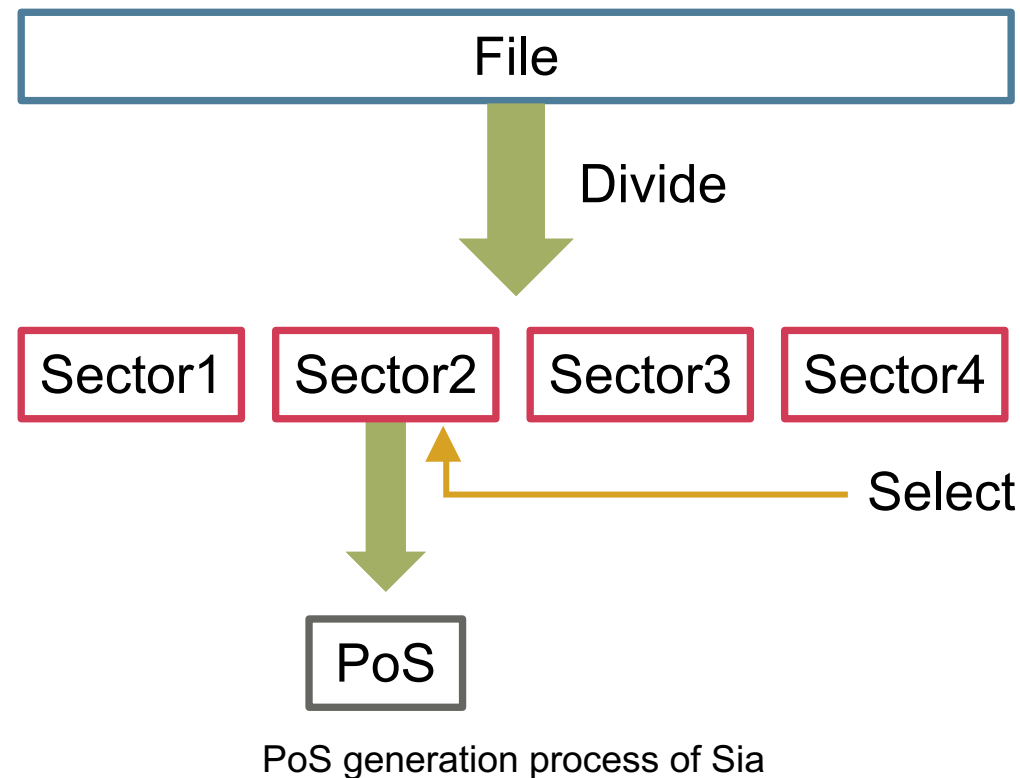 File
Divide
Sector1 Sector2 Sector3 Sector4
Select
PoS
PoS generation process of Sia